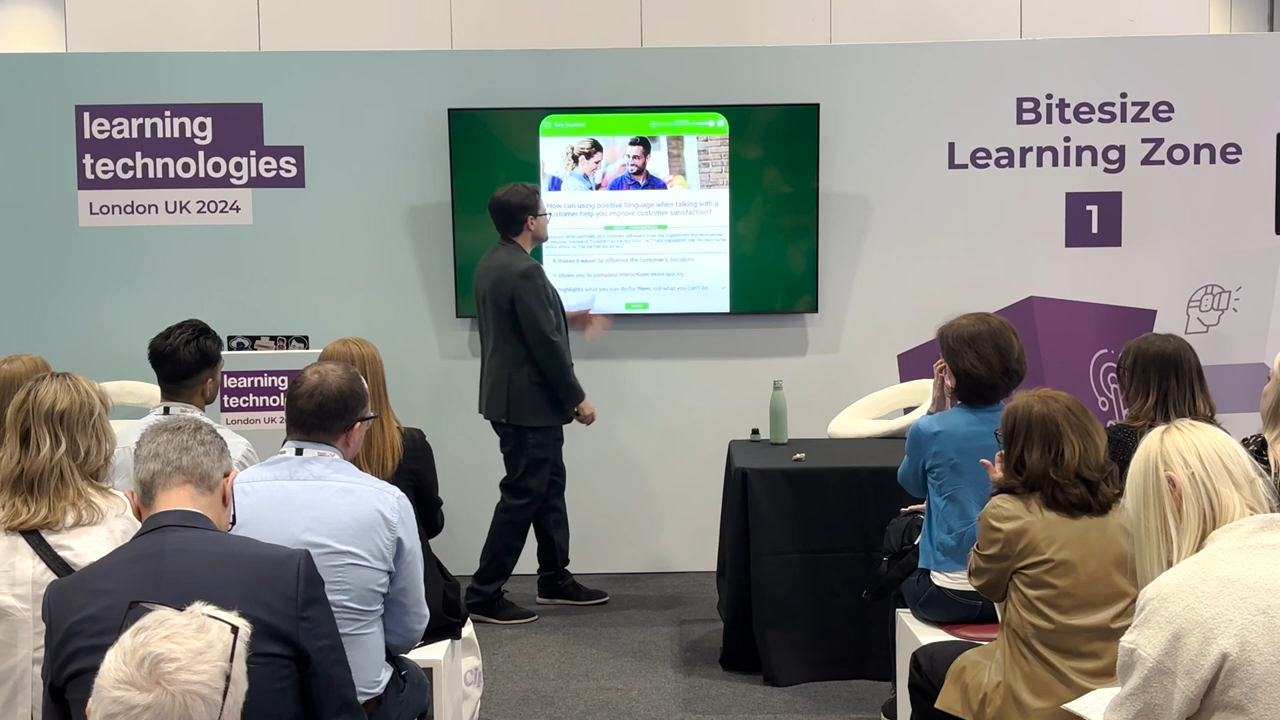 learning
technologies
London UK 2024
Bitesize
Learning Zone
1
How can using positive language when talking with a
customer help you improve customer satisfaction?
It makes it easier to influence the customer's decisions
It allows you to complete interactions more quickly
highlights what you can do for them, not what you can't do
learning
technol
London UK 2